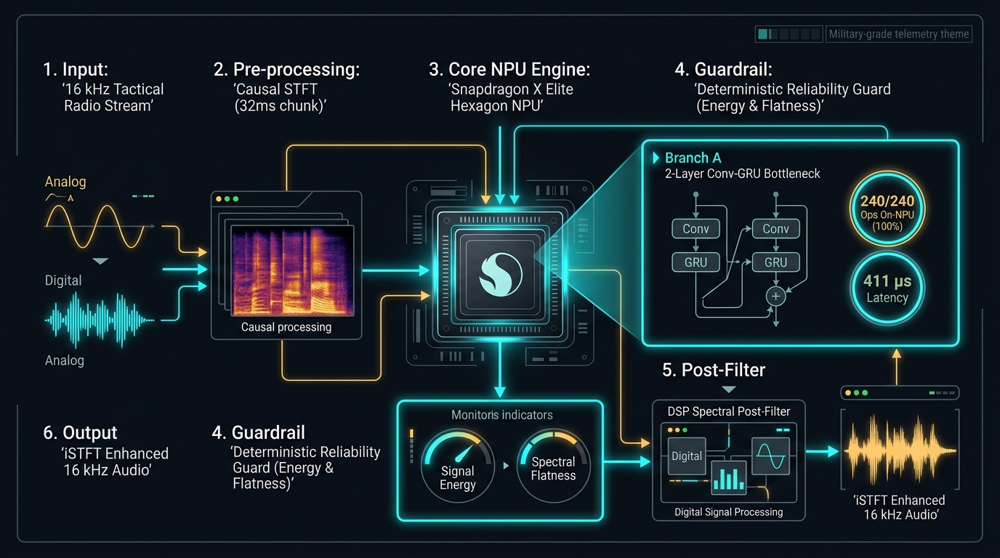 Military-grade telemetry theme
1. Input:
'16 kHz Tactical
Radio Stream'
2. Pre-processing:
'Causal STFT
(32ms chunk)'
3. Core NPU Engine:
'Snapdragon X Elite
Hexagon NPU'
4. Guardrail:
'Deterministic Reliability Guard
(Energy & Flatness)'
Analog
A
Digital
Analog
Causal processing
Branch A
2-Layer Conv-GRU Bottleneck
Conv
Conv
GRU
GRU
+
240/240
Ops On-NPU
(100%)
411 µs
Latency
5. Post-Filter
DSP Spectral Post-Filter
Digital
Digital Signal Processing
Monitoris indicators
Signal
Energy
Spectral
Flatness
6. Output
'iSTFT Enhanced
16 kHz Audio'
4. Guardrail
'Deterministic Reliability
Guard (Energy &
Flatness)'
'iSTFT Enhanced
16 kHz Audio'